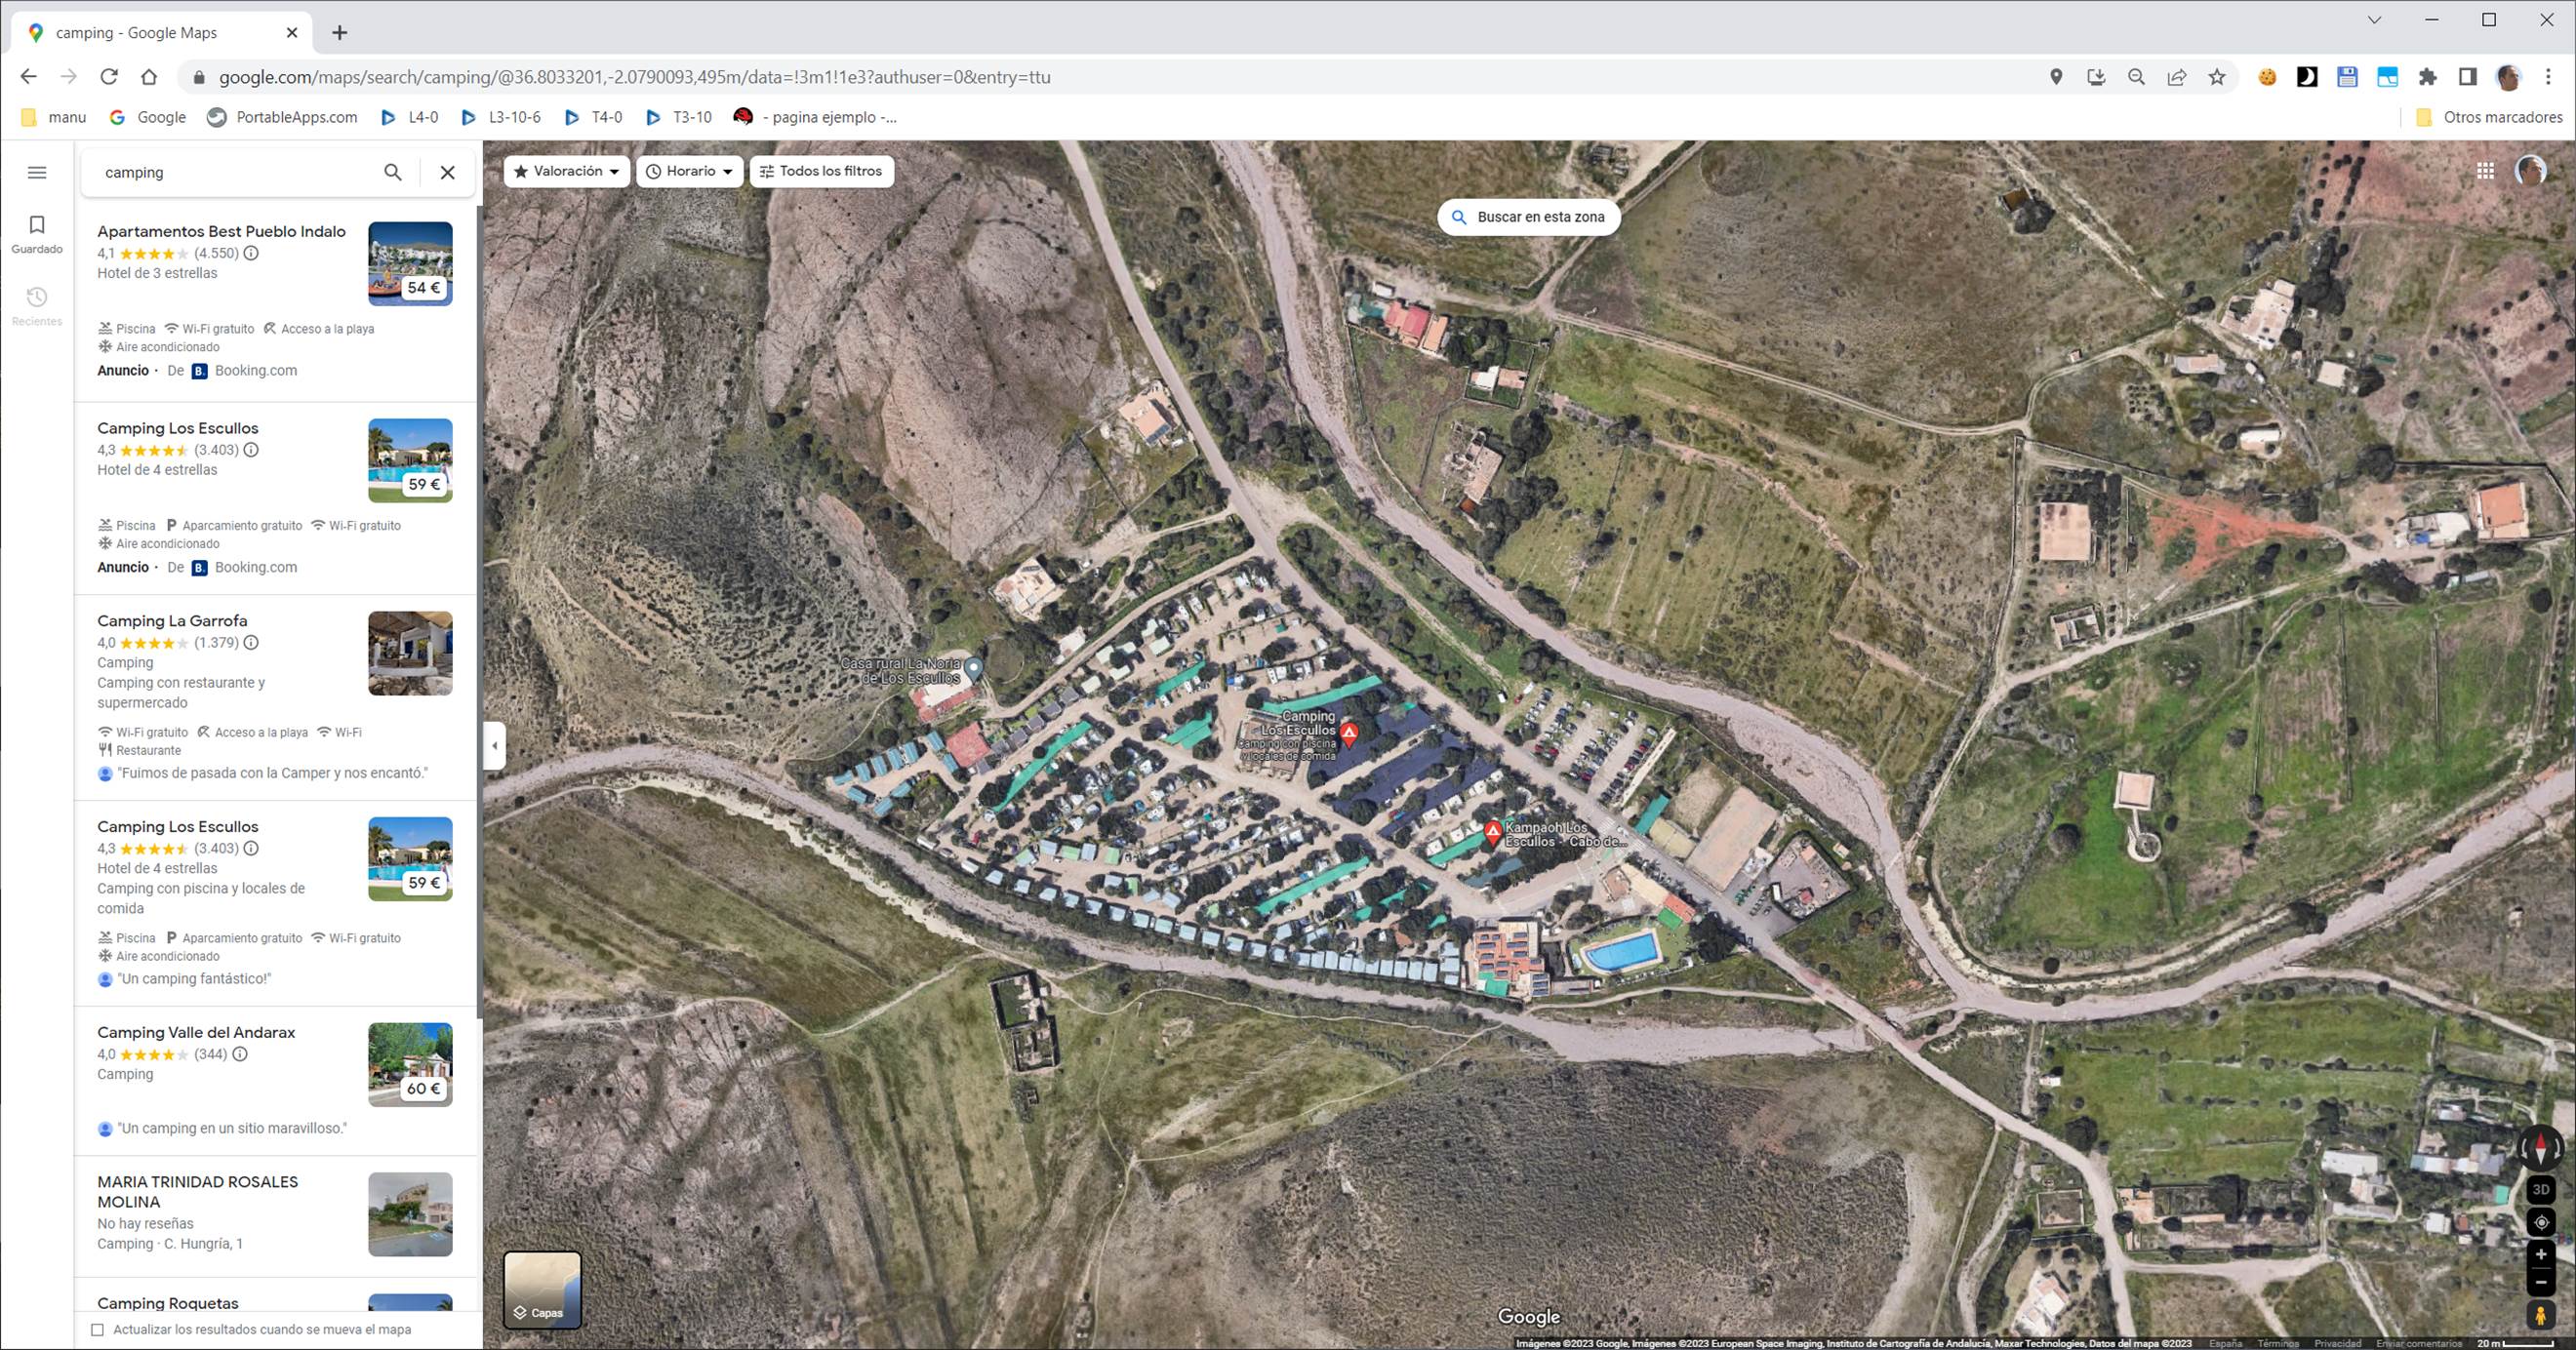 camping - Google Maps
google.com/maps/search/camping/@36.8033201,-2.0790093,495m/data=!3m1!1e3?authuser=0&entry=ttu
manu
Google
PortableApps.com
L4-0
L3-10-6
T4-0
T3-10
- pagina ejemplo -...
Otros marcadores
camping
Valoración
Horario
Todos los filtros
Buscar en esta zona
Guardado
Recientes
Apartamentos Best Pueblo Indalo
4,1 (4.550)
Hotel de 3 estrellas
54 €
Piscina Wi-Fi gratuito Acceso a la playa
Aire acondicionado
Anuncio · De B. Booking.com
Camping Los Escullos
4,3 (3.403)
Hotel de 4 estrellas
59 €
Piscina P Aparcamiento gratuito Wi-Fi gratuito
Aire acondicionado
Anuncio · De B. Booking.com
Camping La Garrofa
4,0 (1.379)
Camping
Camping con restaurante y
supermercado
Wi-Fi gratuito Acceso a la playa Wi-Fi
Restaurante
"Fuimos de pasada con la Camper y nos encantó."
Camping Los Escullos
4,3 (3.403)
Hotel de 4 estrellas
59 €
Camping con piscina y locales de
comida
Piscina P Aparcamiento gratuito Wi-Fi gratuito
Aire acondicionado
"Un camping fantástico!"
Camping Valle del Andarax
4,0 (344)
Camping
60 €
"Un camping en un sitio maravilloso."
MARIA TRINIDAD ROSALES
MOLINA
No hay reseñas
Camping · C. Hungría, 1
Camping Roquetas
Actualizar los resultados cuando se mueva el mapa
Casa rural La Noria
de Los Escullos
Camping
Los Escullos
Camping con piscina
y locales de comida
Kampaoh Los
Escullos - Cabo de...
Capas
3D
Google
Imágenes ©2023 Google, Imágenes ©2023 European Space Imaging, Instituto de Cartografía de Andalucía, Maxar Technologies, Datos del mapa ©2023 España Términos Privacidad Enviar comentarios 20 m